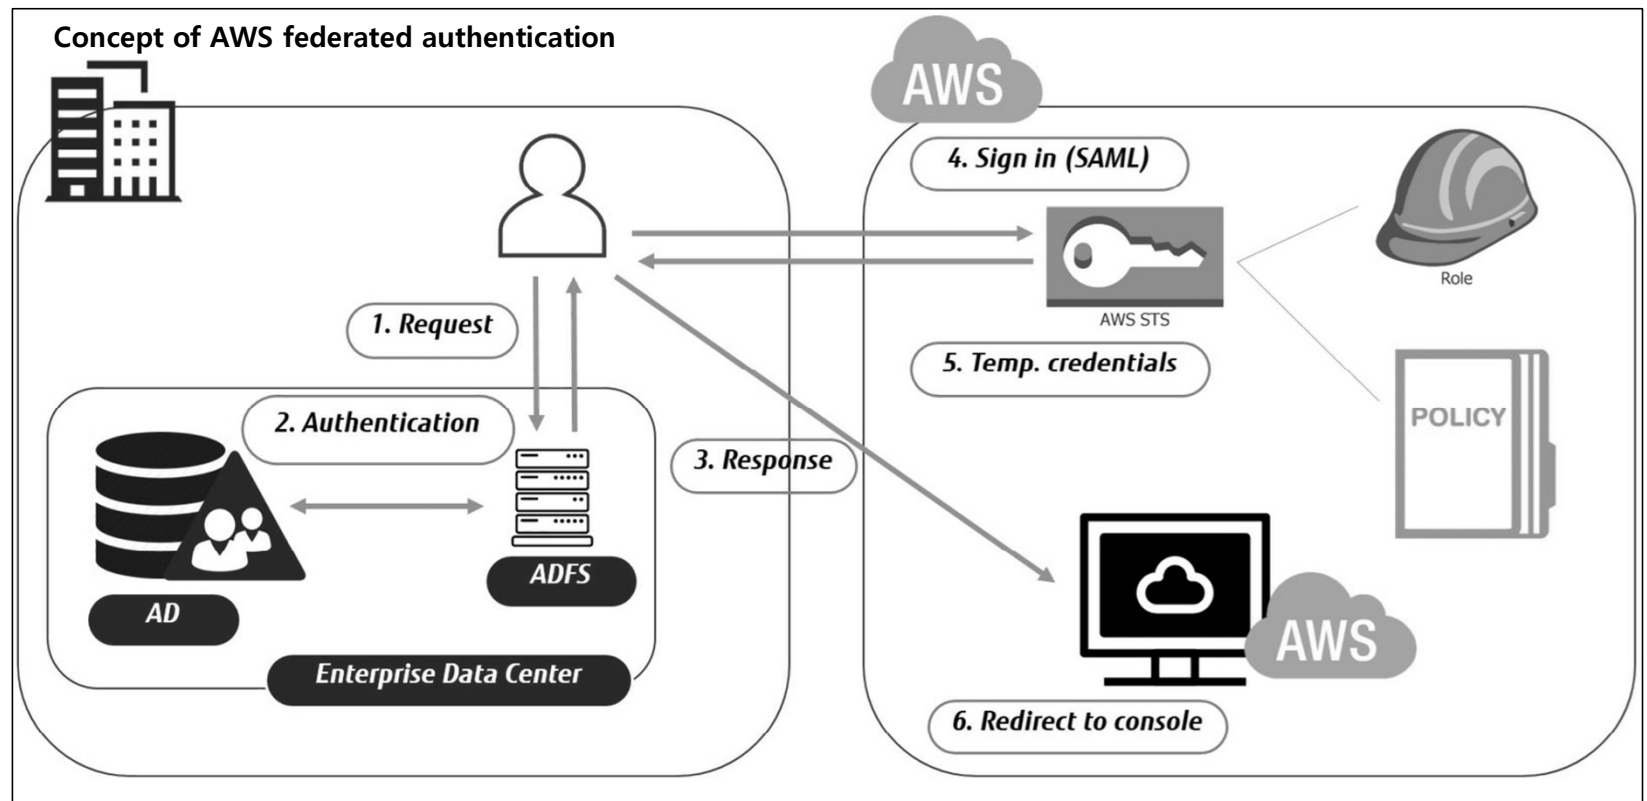 Concept of AWS federated authentication
AWS
4. Sign in (SAML)
Role
AWS STS
1. Request
5. Temp. credentials
POLICY
2. Authentication
3. Response
ADFS
AD
AWS
Enterprise Data Center
6. Redirect to console